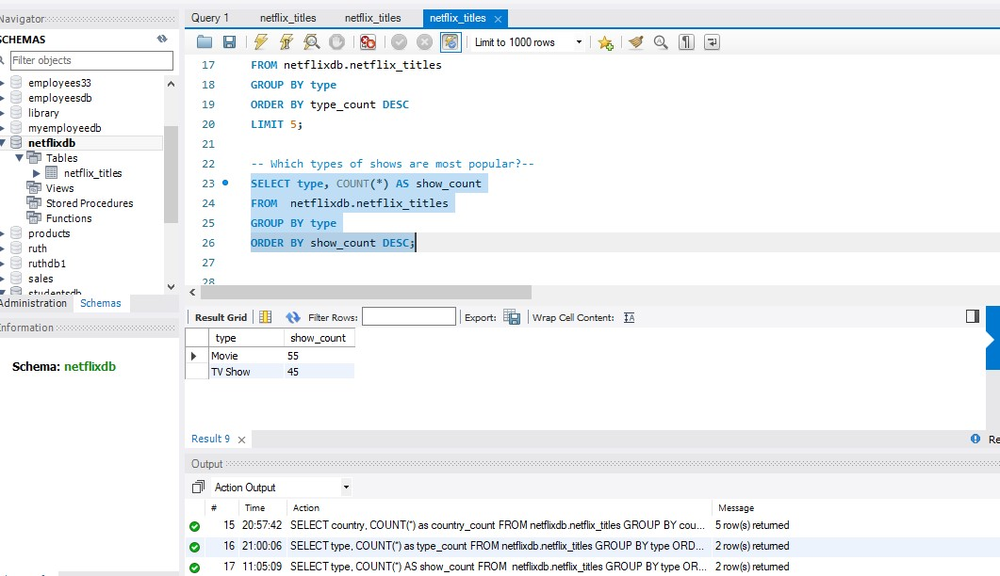 Navigator
SCHEMAS
Filter objects
employees33
employeesdb
library
myemployeedb
netflixdb
Tables
netflix_titles
Views
Stored Procedures
Functions
products
ruth
ruthdb1
sales
studentsdb
Administration Schemas
Information
Schema: netflixdb
Query 1 netflix_titles netflix_titles netflix_titles
Limit to 1000 rows
17 FROM netflixdb.netflix_titles
18 GROUP BY type
19 ORDER BY type_count DESC
20 LIMIT 5;
21
22 -- Which types of shows are most popular?--
23 SELECT type, COUNT(*) AS show_count
24 FROM  netflixdb.netflix_titles
25 GROUP BY type
26 ORDER BY show_count DESC;
27
28
Result Grid Filter Rows: Export: Wrap Cell Content:
type show_count
Movie 55
TV Show 45
Result 9 Re
Output
Action Output
# Time Action Message
15 20:57:42 SELECT country, COUNT(*) as country_count FROM netflixdb.netflix_titles GROUP BY cou... 5 row(s) returned
16 21:00:06 SELECT type, COUNT(*) as type_count FROM netflixdb.netflix_titles GROUP BY type ORD... 2 row(s) returned
17 11:05:09 SELECT type, COUNT(*) AS show_count FROM  netflixdb.netflix_titles GROUP BY type OR... 2 row(s) returned